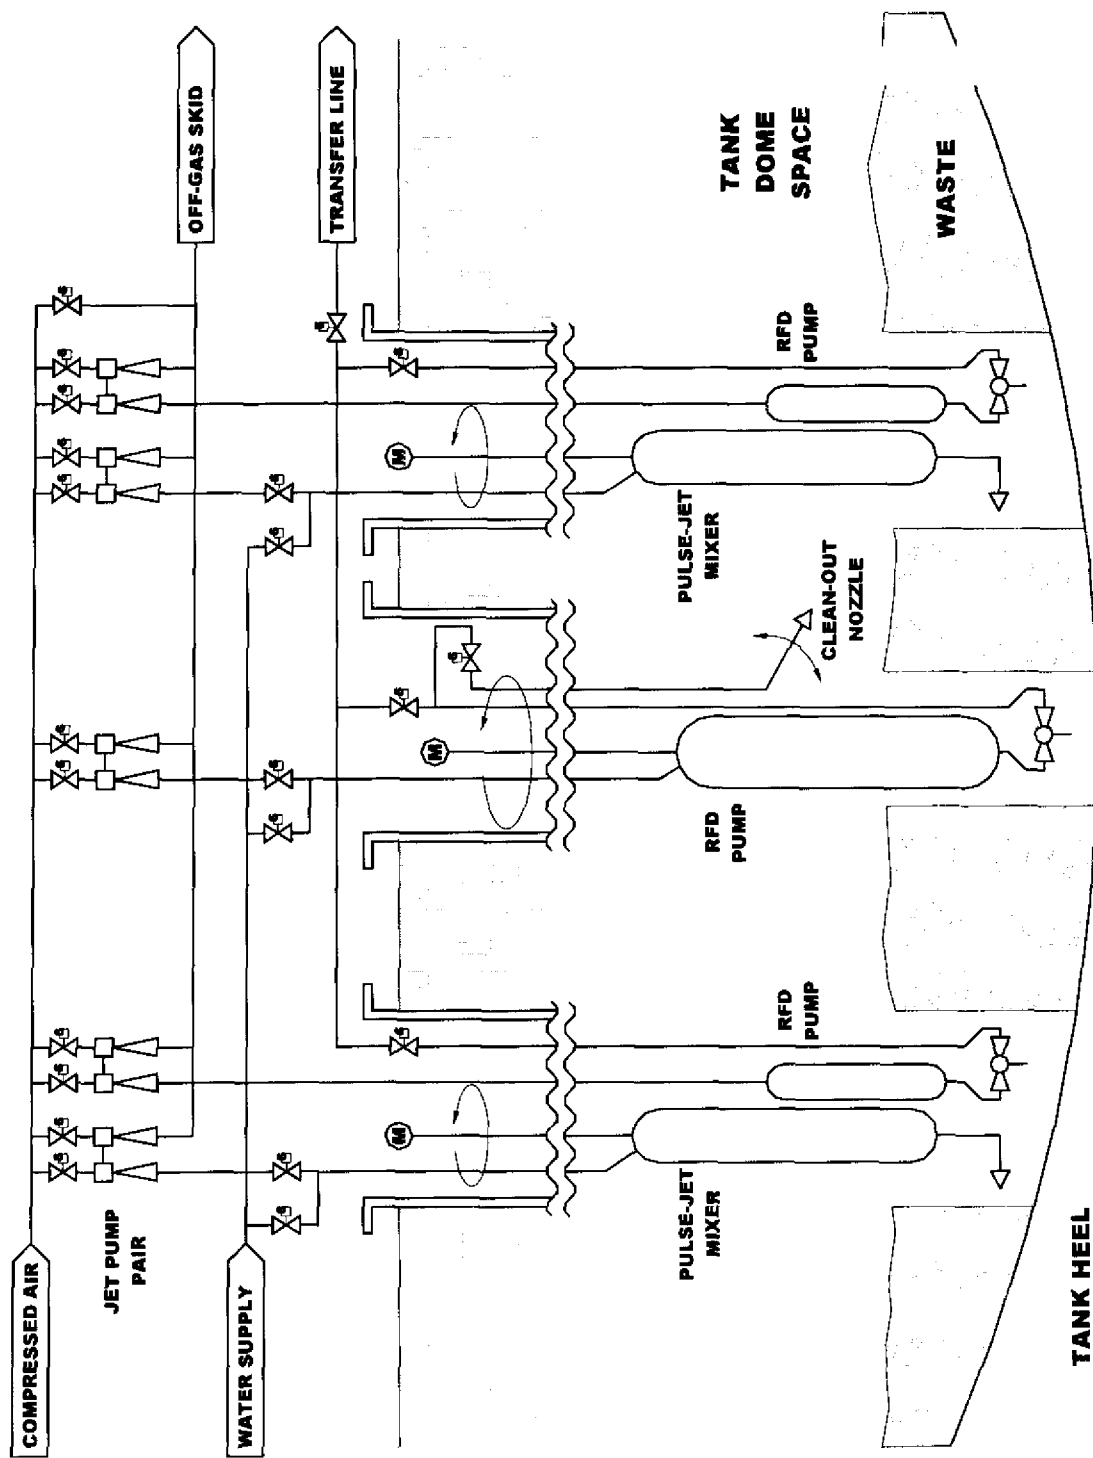 COMPRESSED AIR
JET PUMP
PAIR
WATER SUPPLY
OFF-GAS SKID
TRANSFER LINE
M
M
M
PULSE-JET
MIXER
RFD
PUMP
RFD
PUMP
CLEAN-OUT
NOZZLE
PULSE-JET
MIXER
RFD
PUMP
TANK
DOME
SPACE
WASTE
TANK HEEL